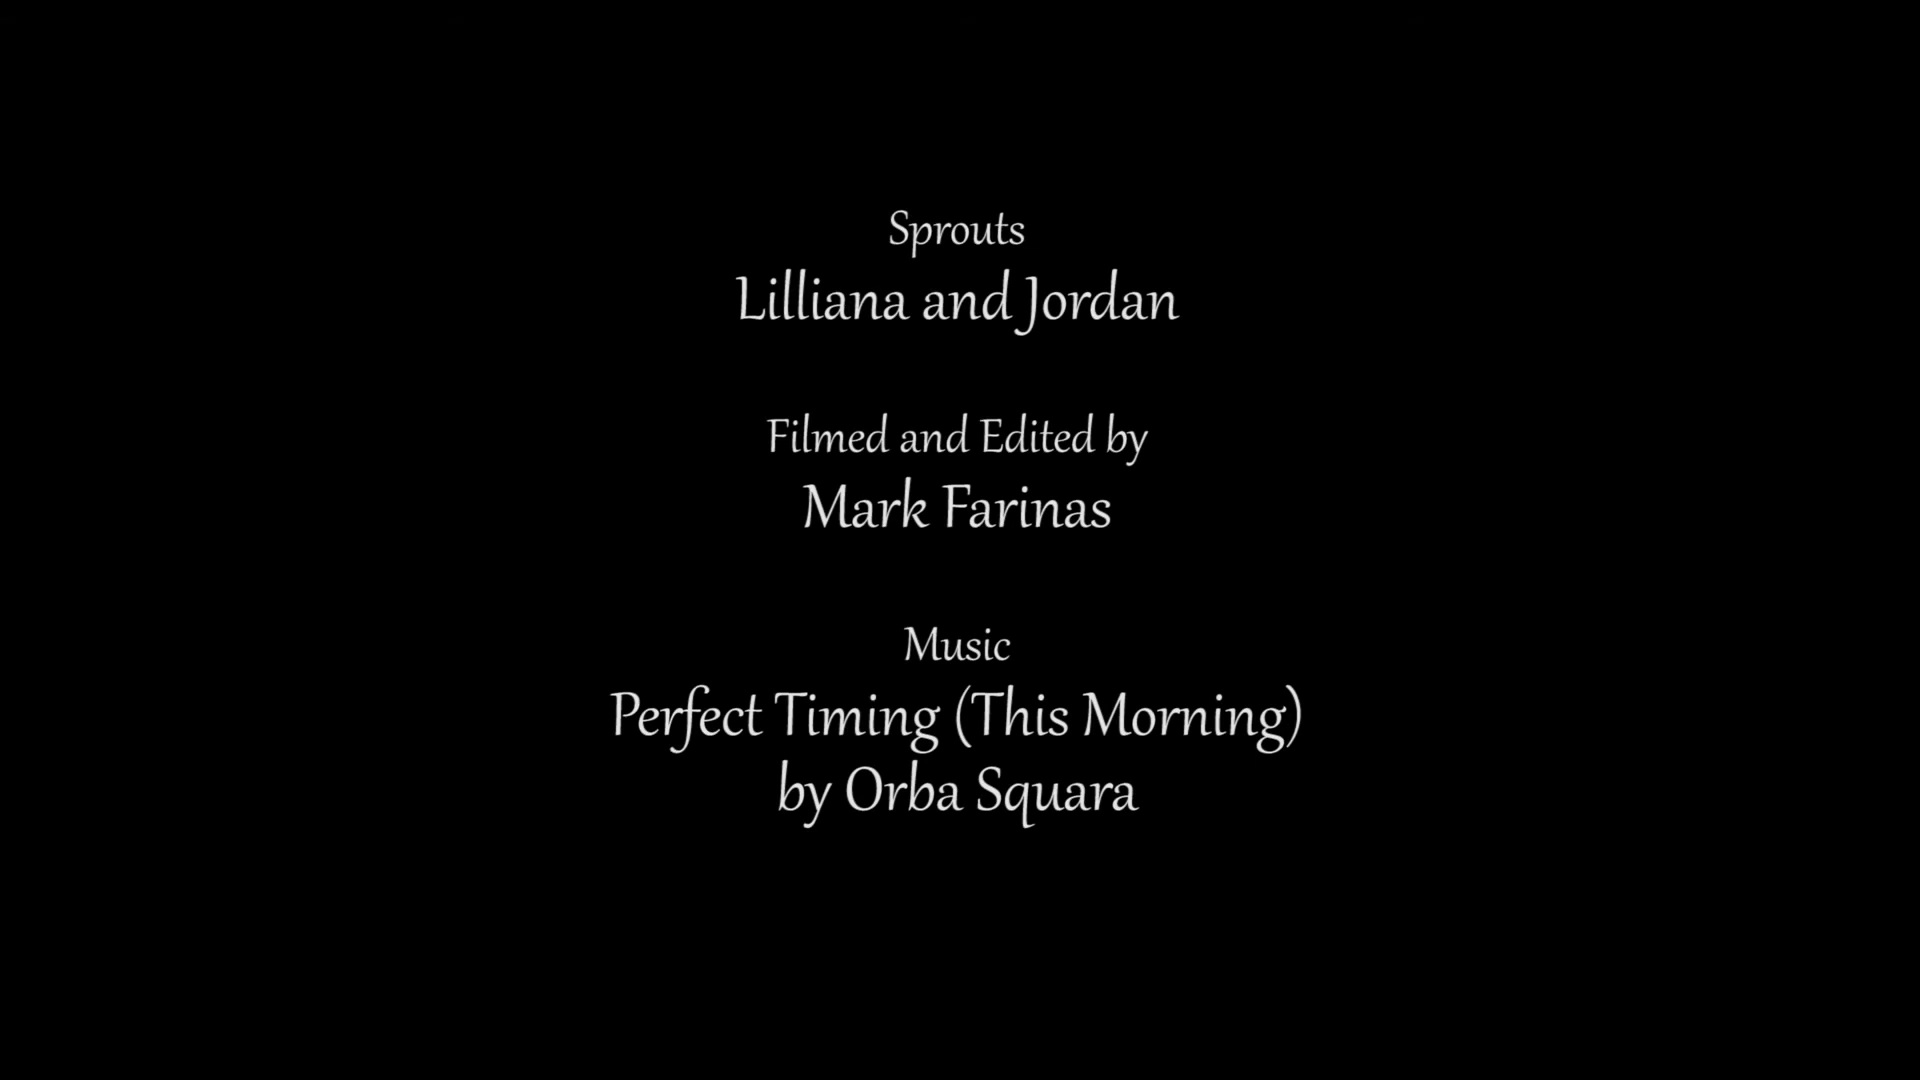 Sprouts
Lilliana and Jordan
Filmed and Edited by
Mark Farinas
Music
Perfect Timing (This Morning)
by Orba Squara